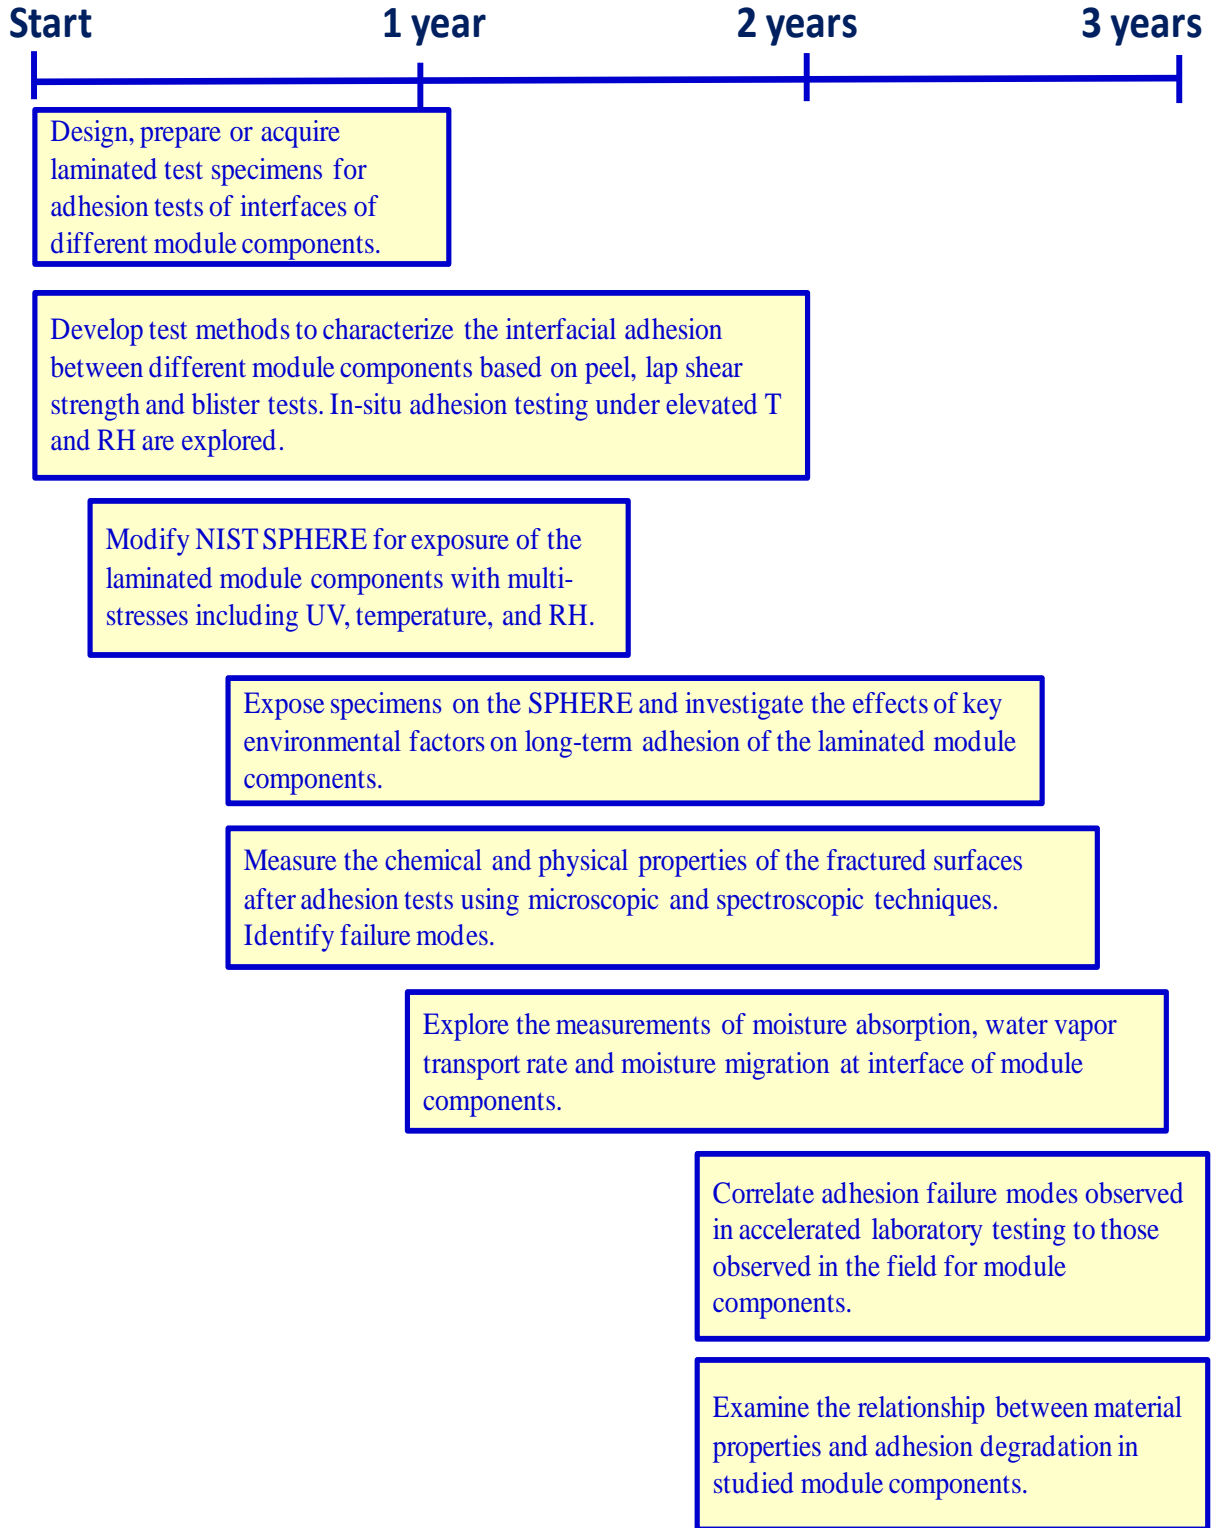 Start 1 year 2 years 3 years
Design, prepare or acquire
laminated test specimens for
adhesion tests of interfaces of
different module components.
Develop test methods to characterize the interfacial adhesion
between different module components based on peel, lap shear
strength and blister tests. In-situ adhesion testing under elevated T
and RH are explored.
Modify NIST SPHERE for exposure of the
laminated module components with multi-
stresses including UV, temperature, and RH.
Expose specimens on the SPHERE and investigate the effects of key
environmental factors on long-term adhesion of the laminated module
components.
Measure the chemical and physical properties of the fractured surfaces
after adhesion tests using microscopic and spectroscopic techniques.
Identify failure modes.
Explore the measurements of moisture absorption, water vapor
transport rate and moisture migration at interface of module
components.
Correlate adhesion failure modes observed
in accelerated laboratory testing to those
observed in the field for module
components.
Examine the relationship between material
properties and adhesion degradation in
studied module components.